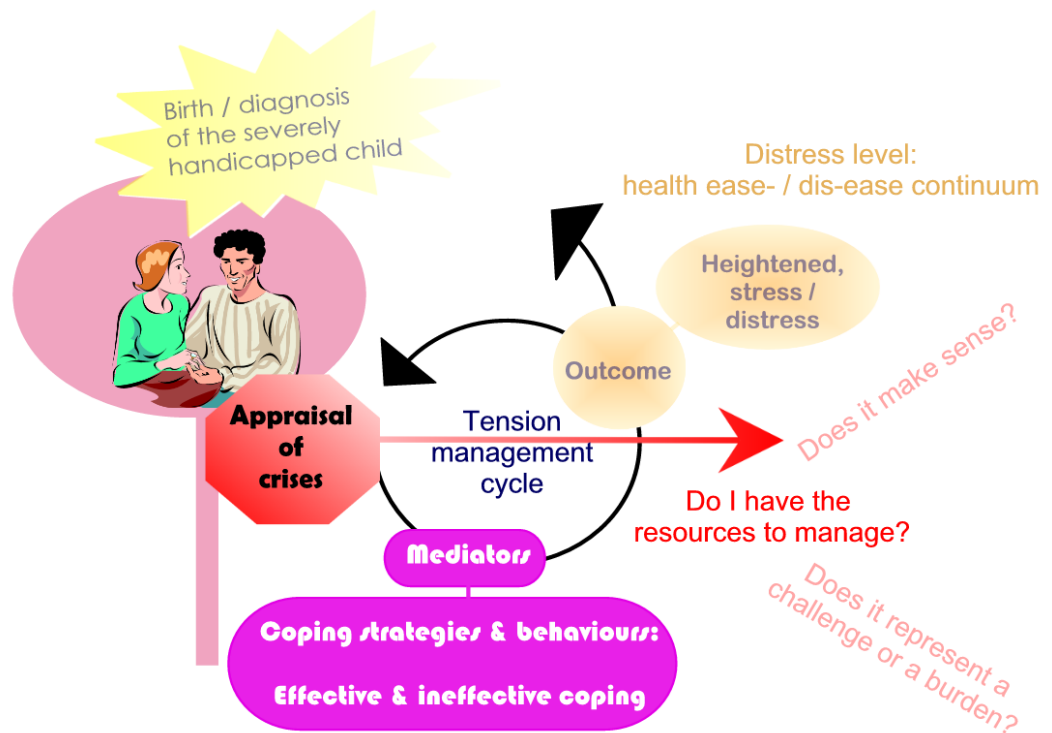 Birth / diagnosis
of the severely
handicapped child
Distress level:
health ease- / dis-ease continuum
Heightened,
stress /
distress
Outcome
Does it make sense?
Appraisal
of
crises
Tension
management
cycle
Do I have the
resources to manage?
Mediators
Does it represent a
challenge or a burden?
Coping strategies & behaviours:
Effective & ineffective coping